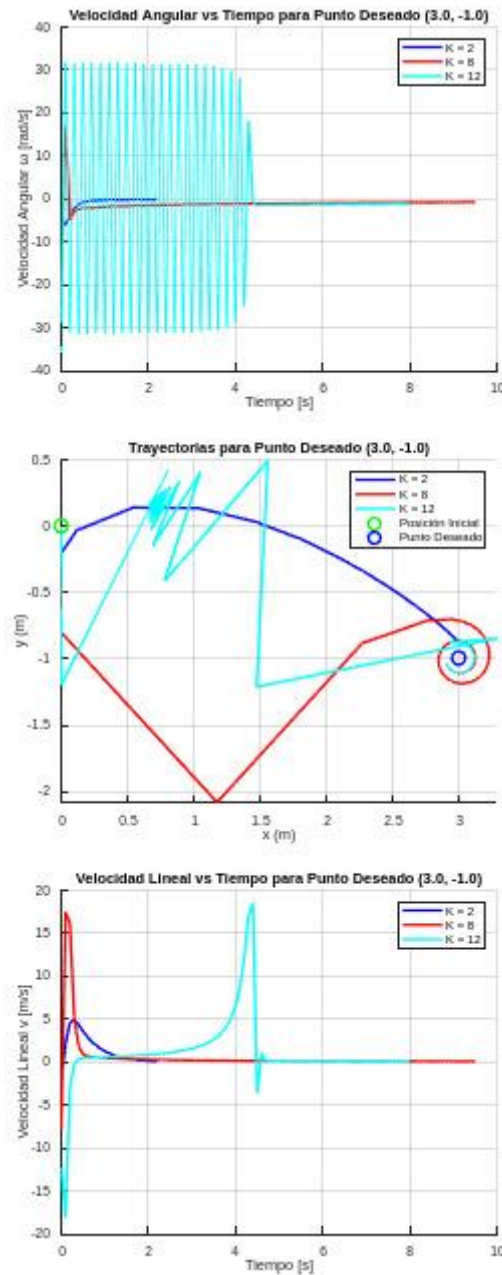 Velocidad Angular vs Tiempo para Punto Deseado (3.0, -1.0)
40
30
20
10
0
-10
-20
-30
-40
Velocidad Angular ω [rad/s]
K = 2
K = 8
K = 12
0
2
4
6
8
10
Tiempo [s]
Trayectorias para Punto Deseado (3.0, -1.0)
0.5
0
-0.5
-1
-1.5
-2
y (m)
K = 2
K = 8
K = 12
Posición Inicial
Punto Deseado
0
0.5
1
1.5
2
2.5
3
x (m)
Velocidad Lineal vs Tiempo para Punto Deseado (3.0, -1.0)
20
15
10
5
0
-5
-10
-15
-20
Velocidad Lineal v [m/s]
K = 2
K = 8
K = 12
0
2
4
6
8
10
Tiempo [s]